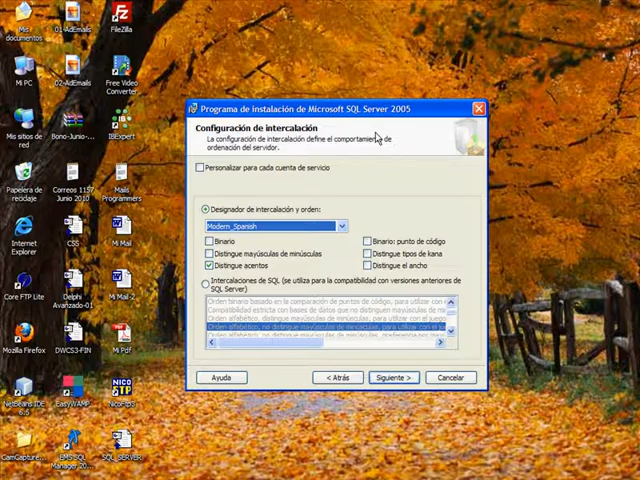 Mis documentos
01-AdEmails
FileZilla
Mi PC
02-AdEmails
Free Video Converter
Mis sitios de red
Bono-Junio-...
IBExpert
Papelera de reciclaje
Correos 1157 Junio 2010
Mails Programmers
Internet Explorer
CSS
Mi Mail
Core FTP Lite
Delphi Avanzado-01
Mi Mail-2
Mozilla Firefox
DWCS3-FIN
Mi Pdf
NetBeans IDE 6.5
EasyWAMP
NicoFtp3
CamCapture...
EMS SQL Manager 20...
SQL_SERVER
Programa de instalación de Microsoft SQL Server 2005
Configuración de intercalación
La configuración de intercalación define el comportamiento de
ordenación del servidor.
Personalizar para cada cuenta de servicio
Designador de intercalación y orden:
Modern_Spanish
Binario
Binario: punto de código
Distingue mayúsculas de minúsculas
Distingue tipos de kana
Distingue acentos
Distingue el ancho
Intercalaciones de SQL (se utiliza para la compatibilidad con versiones anteriores de
SQL Server)
Orden binario basado en la comparación de puntos de código, para utilizar con
Compatibilidad estricta con bases de datos que no distinguen mayúsculas de mi
Orden alfabético, distingue mayúsculas de minúsculas, para utilizar con el juego
Orden alfabético, no distingue mayúsculas de minúsculas, para utilizar con el ju
Ayuda
< Atrás
Siguiente >
Cancelar